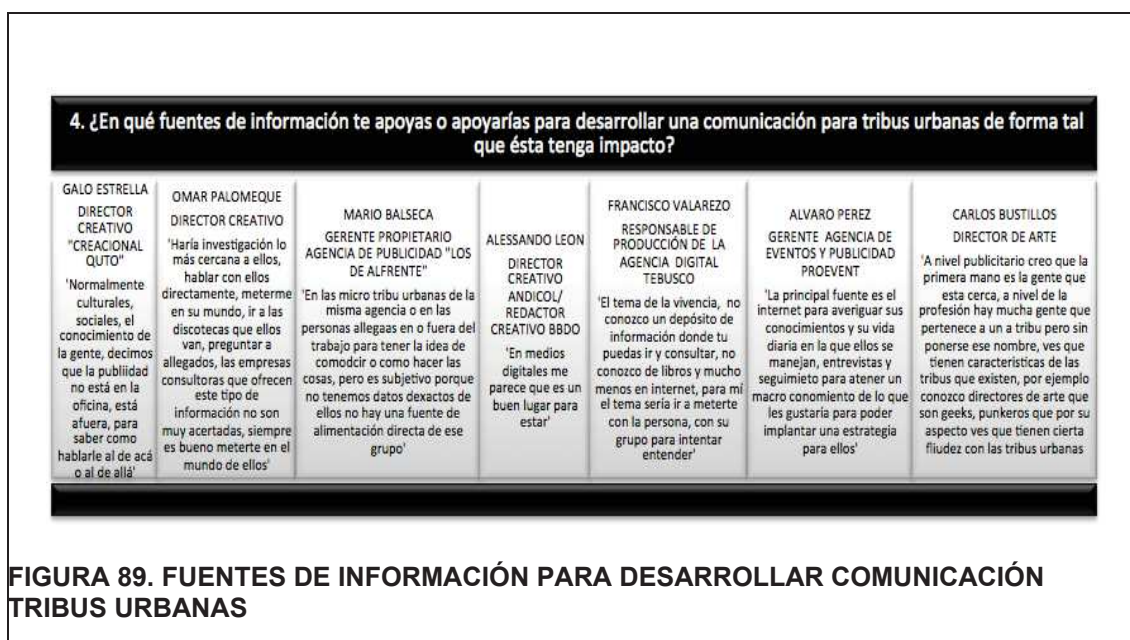 4. ¿En qué fuentes de información te apoyas o apoyarías para desarrollar una comunicación para tribus urbanas de forma tal
que ésta tenga impacto?
GALO ESTRELLA
DIRECTOR
CREATIVO
"CREACIONAL
QUTO"
'Normalmente
culturales,
sociales, el
conocimiento de
la gente, decimos
que la publiidad
no está en la
oficina, está
afuera, para
saber como
hablarle al de acá
o al de allá'
OMAR PALOMEQUE
DIRECTOR CREATIVO
'Haría investigación lo
más cercana a ellos,
hablar con ellos
directamente, meterme
en su mundo, ir a las
discotecas que ellos
van, preguntar a
allegados, las empresas
consultoras que ofrecen
este tipo de
información no son
muy acertadas, siempre
es bueno meterte en el
mundo de ellos'
MARIO BALSECA
GERENTE PROPIETARIO
AGENCIA DE PUBLICIDAD "LOS
DE ALFRENTE"
'En las micro tribu urbanas de la
misma agencia o en las
personas allegaas en o fuera del
trabajo para tener la idea de
comodcir o como hacer las
cosas, pero es subjetivo porque
no tenemos datos dexactos de
ellos no hay una fuente de
alimentación directa de ese
grupo'
ALESSANDO LEON
DIRECTOR
CREATIVO
ANDICOL/
REDACTOR
CREATIVO BBDO
'En medios
digitales me
parece que es un
buen lugar para
estar'
FRANCISCO VALAREZO
RESPONSABLE DE
PRODUCCIÓN DE LA
AGENCIA DIGITAL
TEBUSCO
'El tema de la vivencia, no
conozco un depósito de
información donde tu
puedas ir y consultar, no
conozco de libros y mucho
menos en internet, para mí
el tema sería ir a meterte
con la persona, con su
grupo para intentar
entender'
ALVARO PEREZ
GERENTE AGENCIA DE
EVENTOS Y PUBLICIDAD
PROEVENT
'La principal fuente es el
internet para averiguar sus
conocimientos y su vida
diaria en la que ellos se
manejan, entrevistas y
seguimieto para atener un
macro conomiento de lo que
les gustaría para poder
implantar una estrategia
para ellos'
CARLOS BUSTILLOS
DIRECTOR DE ARTE
'A nivel publicitario creo que la
primera mano es la gente que
esta cerca, a nivel de la
profesión hay mucha gente que
pertenece a un a tribu pero sin
ponerse ese nombre, ves que
tienen caracteristicas de las
tribus que existen, por ejemplo
conozco directores de arte que
son geeks, punkeros que por su
aspecto ves que tienen cierta
fliudez con las tribus urbanas
FIGURA 89. FUENTES DE INFORMACIÓN PARA DESARROLLAR COMUNICACIÓN
TRIBUS URBANAS